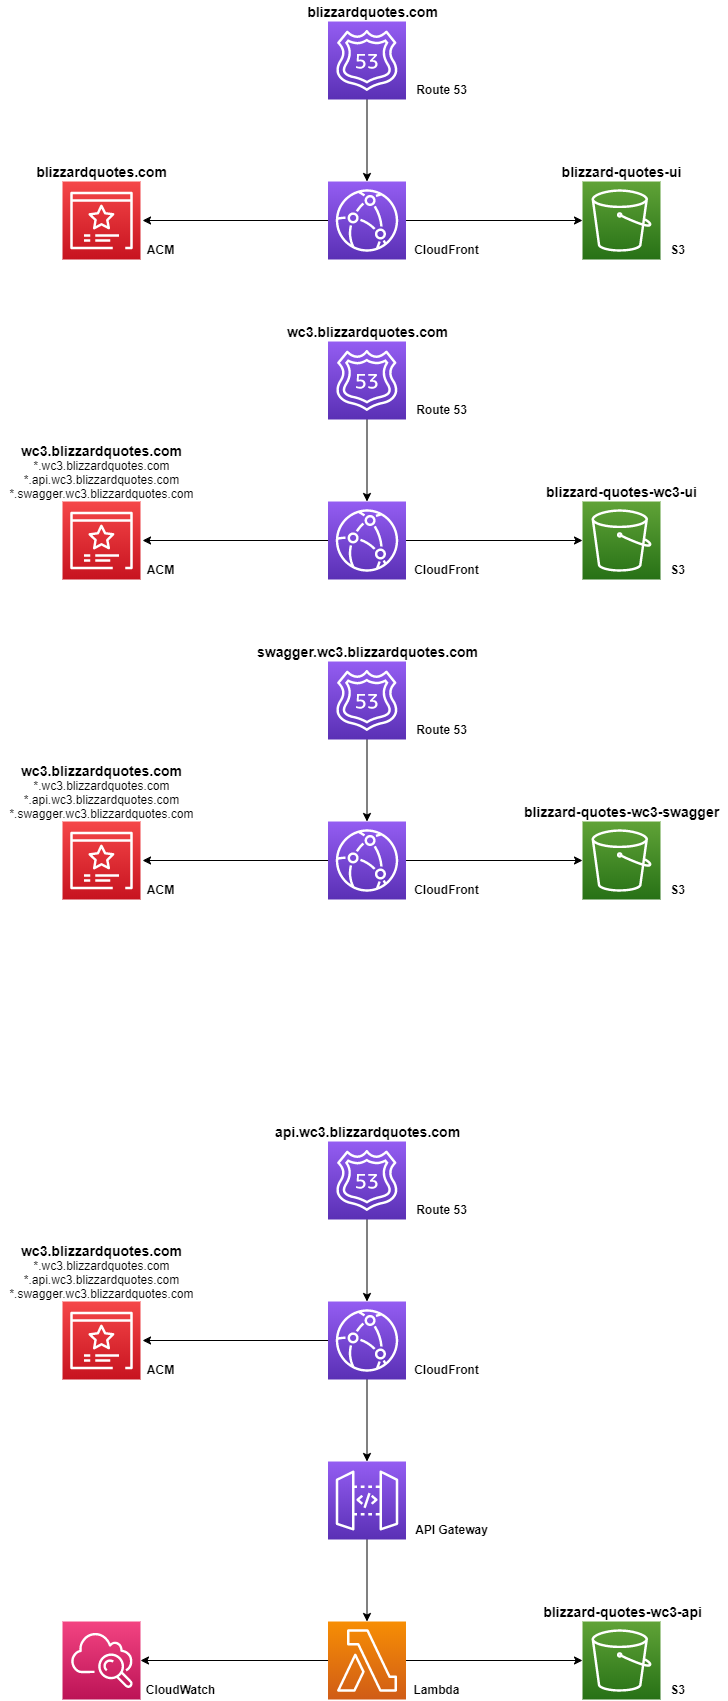 blizzardquotes.com
53
Route 53
blizzardquotes.com
blizzard-quotes-ui
ACM
CloudFront
S3
wc3.blizzardquotes.com
53
Route 53
wc3.blizzardquotes.com
*.wc3.blizzardquotes.com
*.api.wc3.blizzardquotes.com
*.swagger.wc3.blizzardquotes.com
blizzard-quotes-wc3-ui
ACM
CloudFront
S3
swagger.wc3.blizzardquotes.com
53
Route 53
wc3.blizzardquotes.com
*.wc3.blizzardquotes.com
*.api.wc3.blizzardquotes.com
*.swagger.wc3.blizzardquotes.com
blizzard-quotes-wc3-swagger
ACM
CloudFront
S3
api.wc3.blizzardquotes.com
53
Route 53
wc3.blizzardquotes.com
*.wc3.blizzardquotes.com
*.api.wc3.blizzardquotes.com
*.swagger.wc3.blizzardquotes.com
ACM
CloudFront
</>
API Gateway
blizzard-quotes-wc3-api
CloudWatch
Lambda
S3